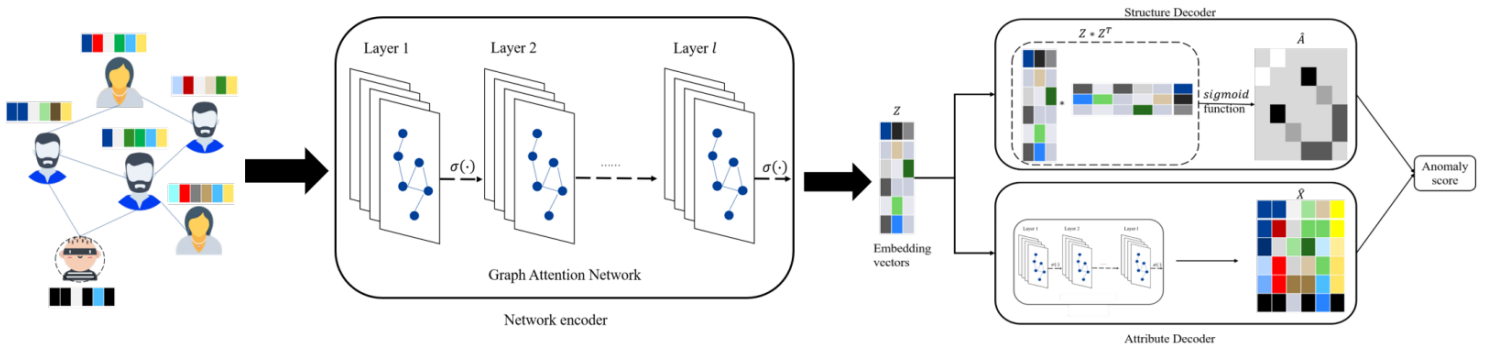 Layer 1
Layer 2
Layer l
σ(·)
......
σ(·)
Graph Attention Network
Network encoder
Z
Embedding
vectors
Structure Decoder
Z * Z^T
*
sigmoid
function
Â
Layer 1
Layer 2
Layer l
X̂
Attribute Decoder
Anomaly
score